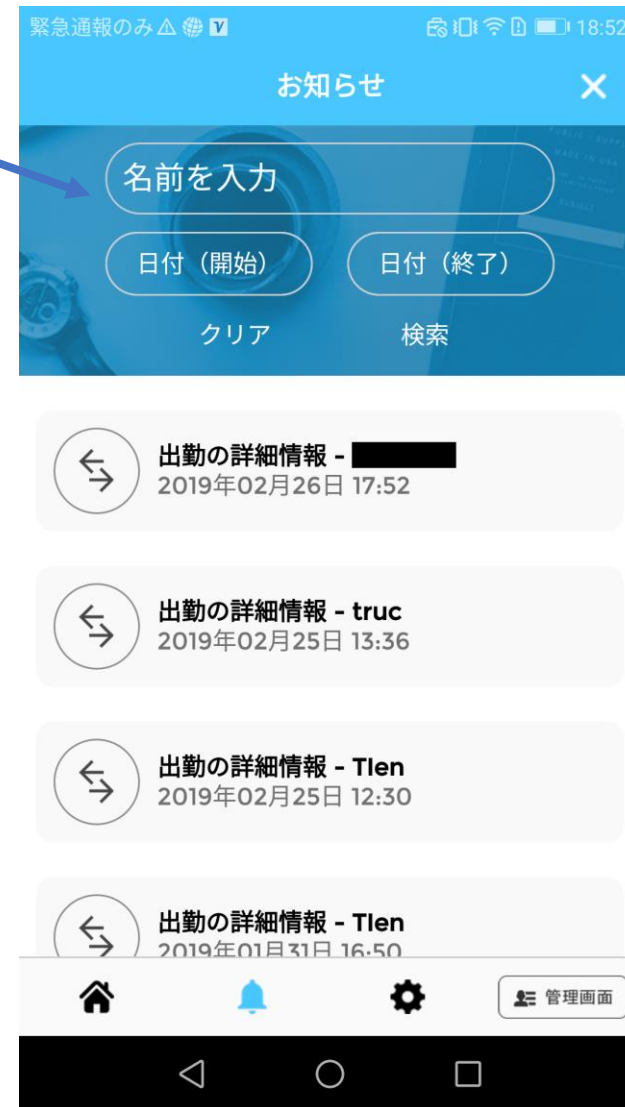 緊急通報のみ 18:52
お知らせ
名前を入力
日付（開始） 日付（終了）
クリア 検索
出勤の詳細情報 -
2019年02月26日 17:52
出勤の詳細情報 - truc
2019年02月25日 13:36
出勤の詳細情報 - Tlen
2019年02月25日 12:30
出勤の詳細情報 - Tlen
2019年01月31日 16:50
管理画面